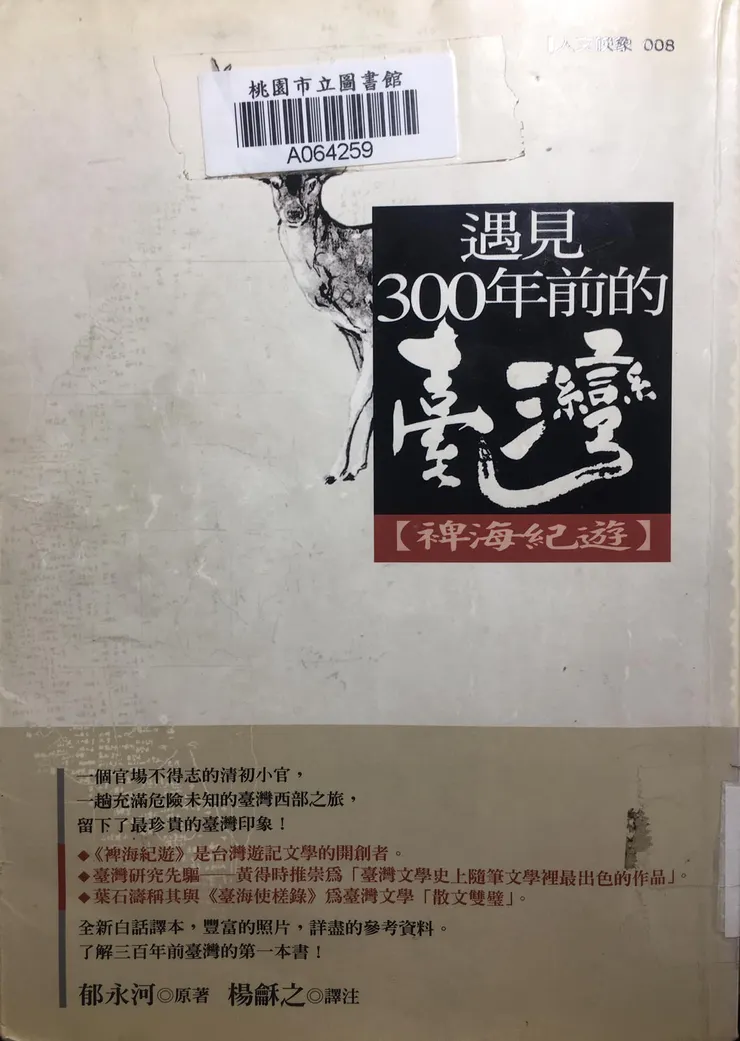 008
桃園市立圖書館
A064259
遇見
300年前的
臺灣
【裨海紀遊】
一個官場不得志的清初小官，
一趟充滿危險未知的臺灣西部之旅，
留下了最珍貴的臺灣印象！
◆《裨海紀遊》是台灣遊記文學的開創者。
◆臺灣研究先驅──黃得時推崇為「臺灣文學史上隨筆文學裡最出色的作品」。
◆葉石濤稱其與《臺海使槎錄》為臺灣文學「散文雙璧」。
全新白話譯本，豐富的照片，詳盡的參考資料。
了解三百年前臺灣的第一本書！
郁永河◎原著 楊龢之◎譯注